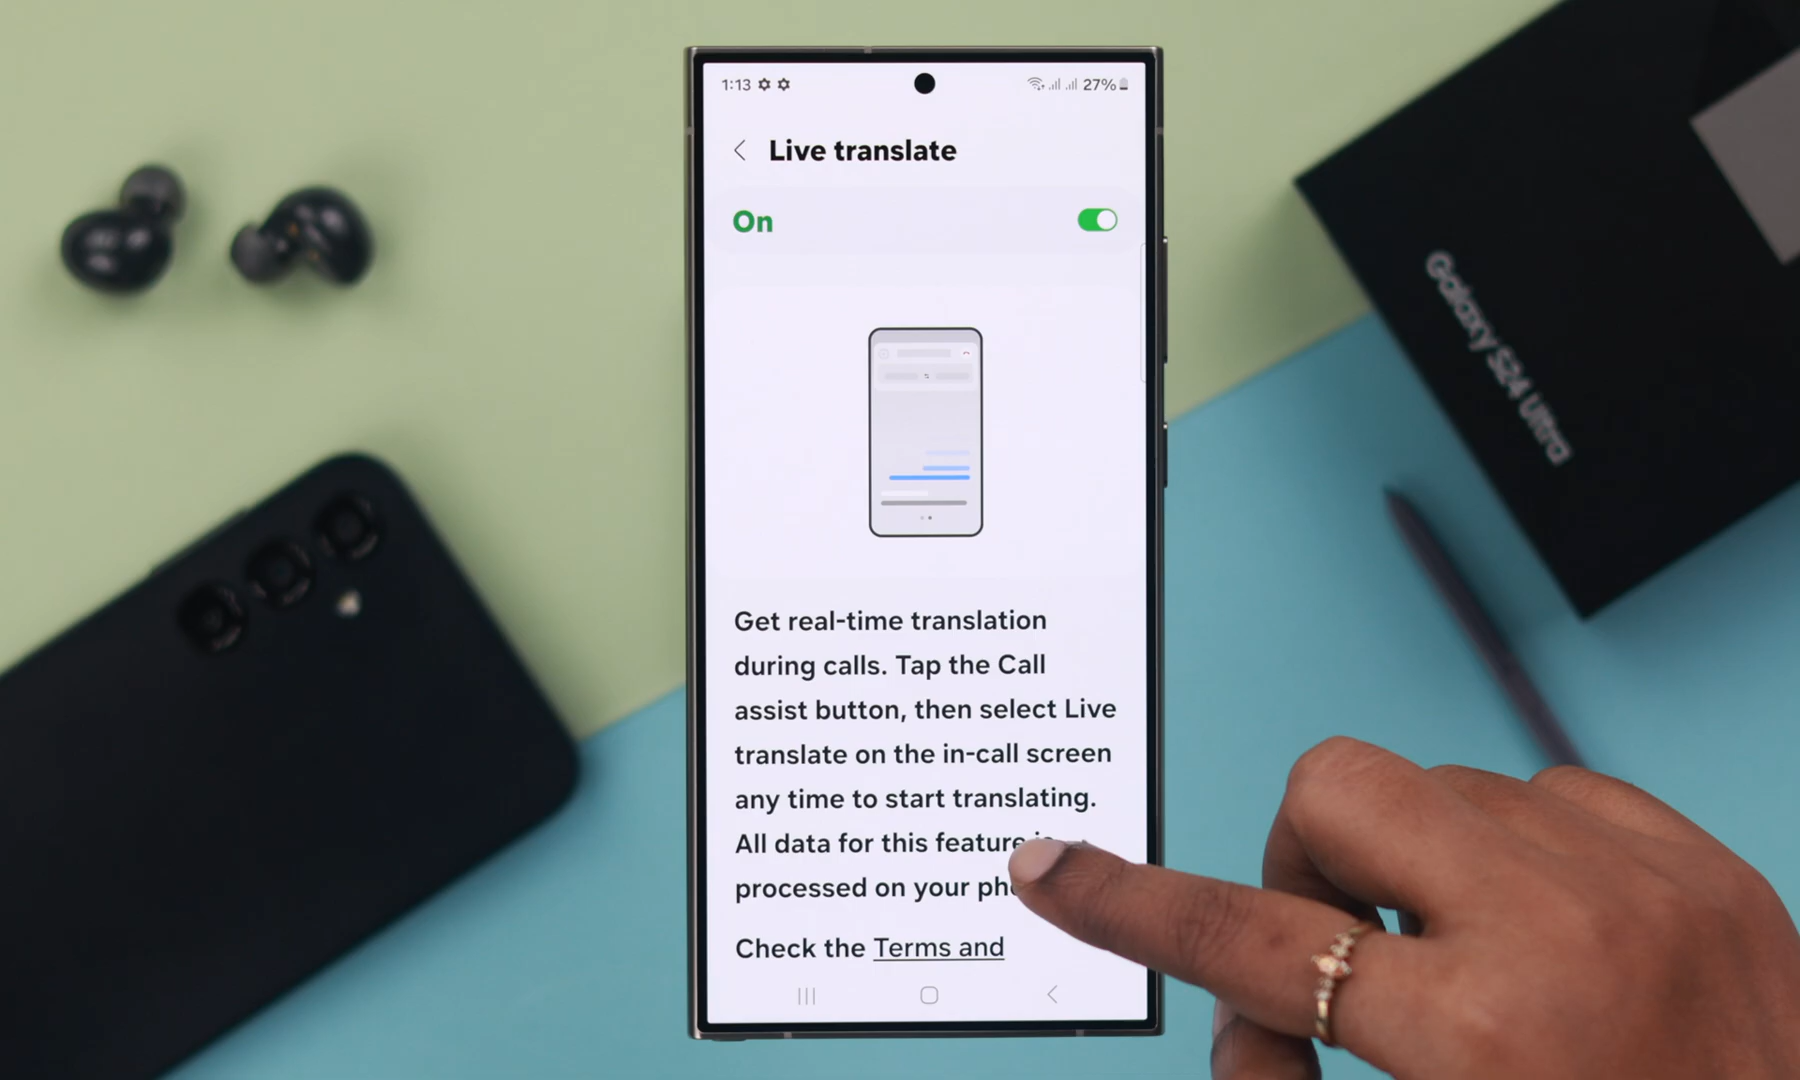 1:13 27%
Live translate
On
Get real-time translation
during calls. Tap the Call
assist button, then select Live
translate on the in-call screen
any time to start translating.
All data for this feature
processed on your
Check the Terms and
Galaxy S24 Ultra